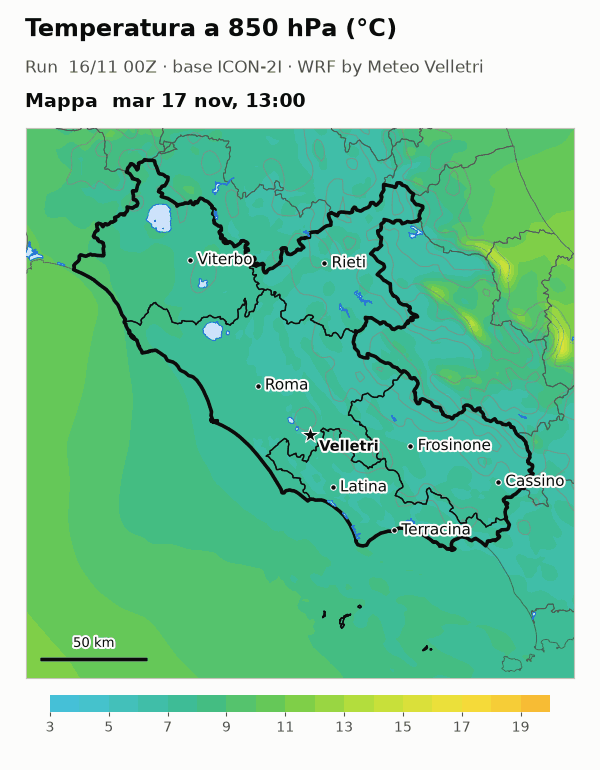 Temperatura a 850 hPa (°C)
Run  16/11 00Z · base ICON-2I · WRF by Meteo Velletri
Mappa  mar 17 nov, 13:00
Viterbo
Rieti
Roma
Velletri
Frosinone
Latina
Cassino
Terracina
50 km
3 5 7 9 11 13 15 17 19